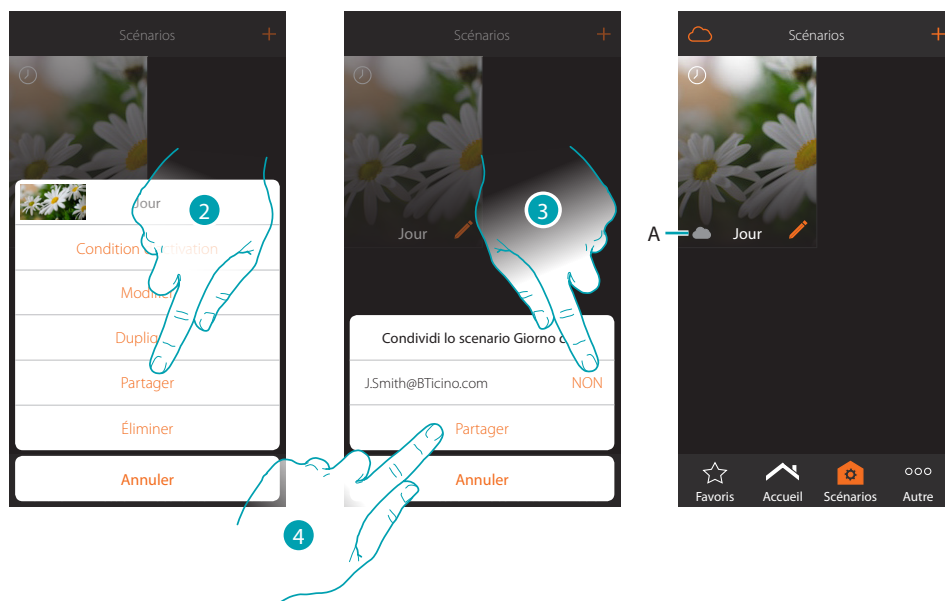 Scénarios +
Jour
2
Condition d'activation
Modifier
Partager
Éliminer
Annuler
Scénarios +
Jour
3
Condividi lo scenario Giorno
J.Smith@BTicino.com NON
Partager
Annuler
4
Scénarios +
A
Jour
Favoris Accueil Scénarios Autre